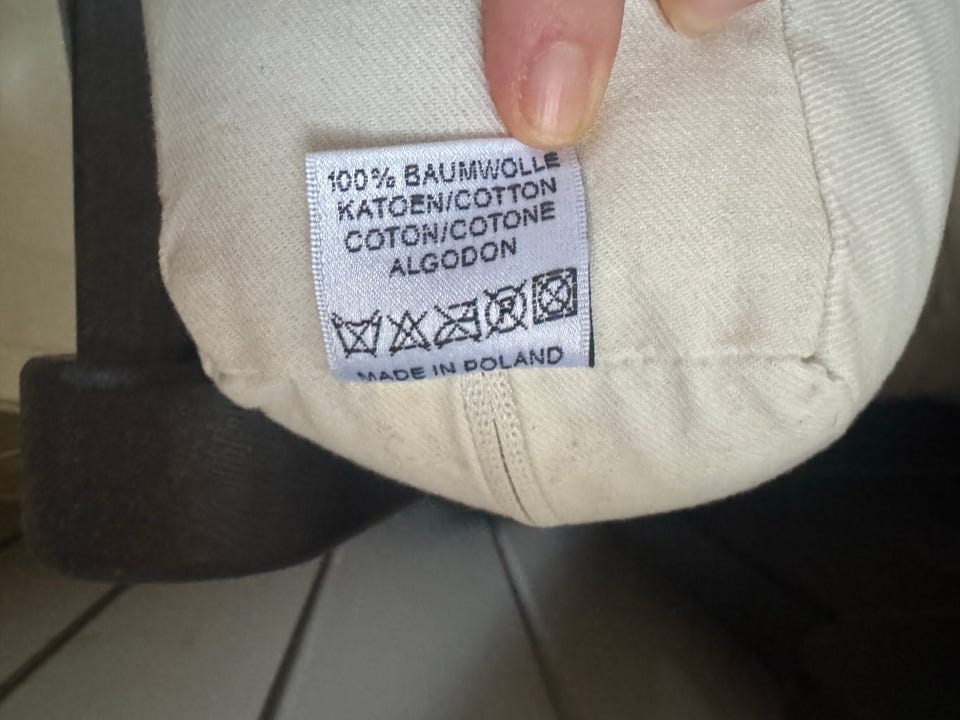 100% BAUMWOLLE
KATOEN/COTTON
COTON/COTONE
ALGODON
P
MADE IN POLAND